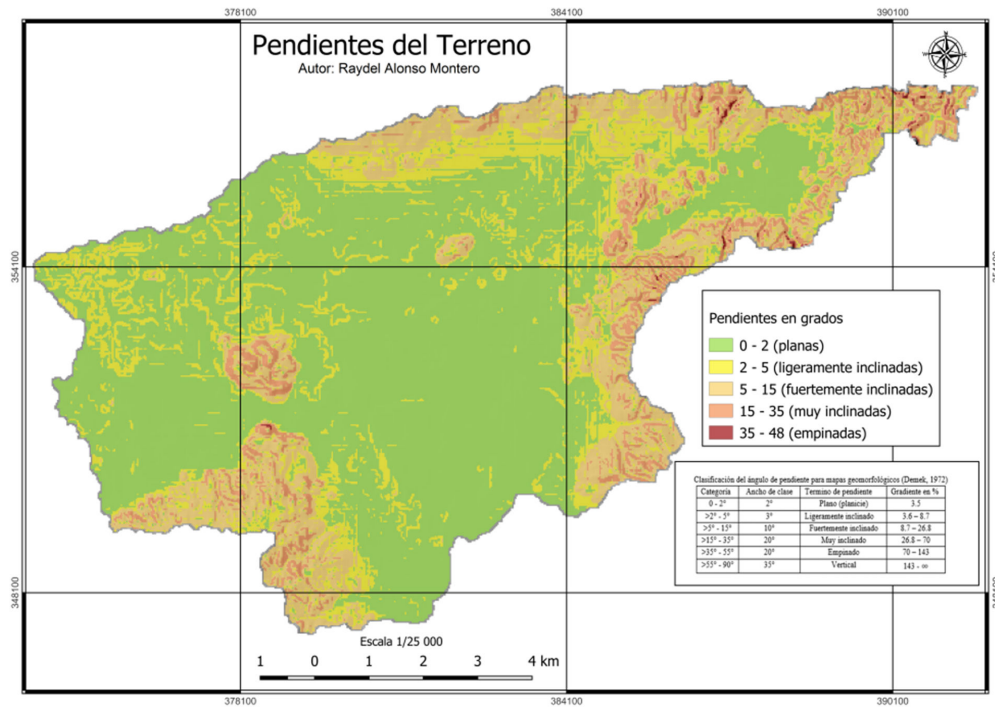 378100 384100 390100
Pendientes del Terreno
Autor: Raydel Alonso Montero
354100
Pendientes en grados
0 - 2 (planas)
2 - 5 (ligeramente inclinadas)
5 - 15 (fuertemente inclinadas)
15 - 35 (muy inclinadas)
35 - 48 (empinadas)
Clasificación del ángulo de pendiente para mapas geomorfológicos (Demek, 1972)
Categoría Ancho de clase Termino de pendiente Gradiente en %
0 - 2° 2° Plano (planicie) 3.5
>2° - 5° 3° Ligeramente inclinado 3.6 – 8.7
>5° - 15° 10° Fuertemente inclinado 8.7 – 26.8
>15° - 35° 20° Muy inclinado 26.8 – 70
>35° - 55° 20° Empinado 70 – 143
>55° - 90° 35° Vertical 143 - ∞
348100
Escala 1/25 000
1 0 1 2 3 4 km
378100 384100 390100